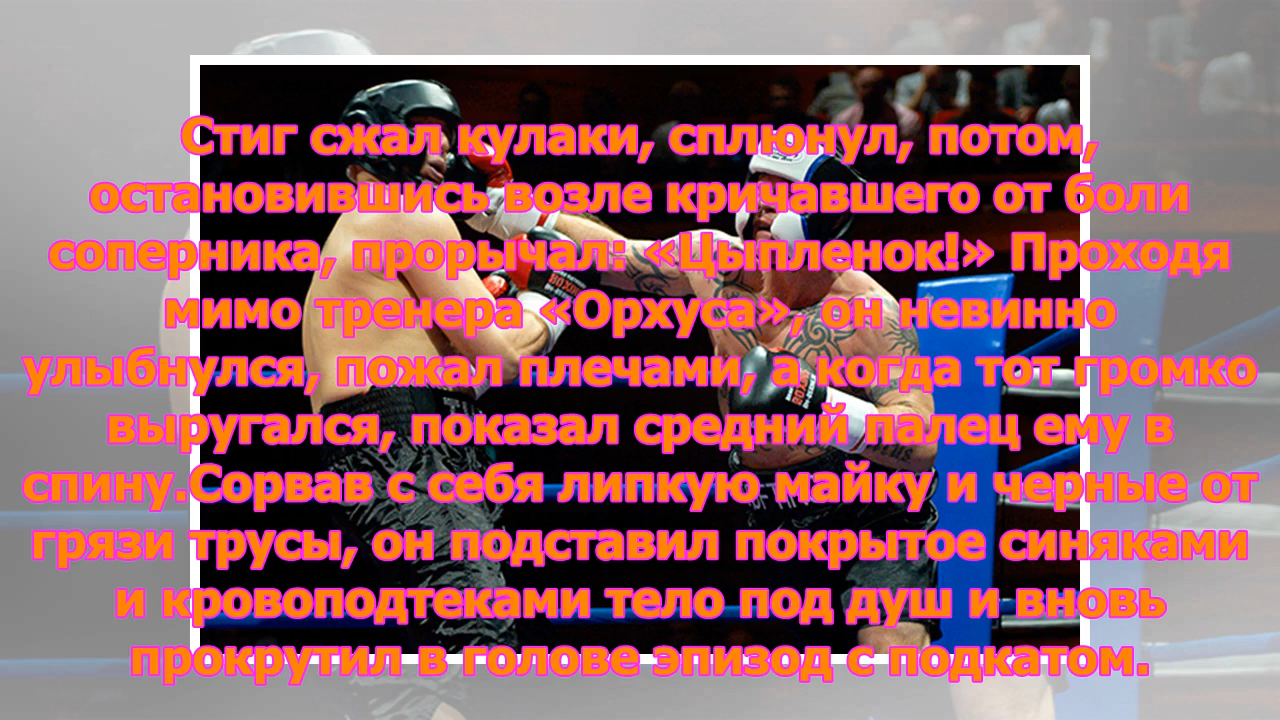 Стиг сжал кулаки, сплюнул, потом,
остановившись возле кричавшего от боли
соперника, прорычал: «Цыпленок!» Проходя
мимо тренера «Орхуса», он невинно
улыбнулся, пожал плечами, а когда тот громко
выругался, показал средний палец ему в
спину.Сорвав с себя липкую майку и черные от
грязи трусы, он подставил покрытое синяками
и кровоподтеками тело под душ и вновь
прокрутил в голове эпизод с подкатом.